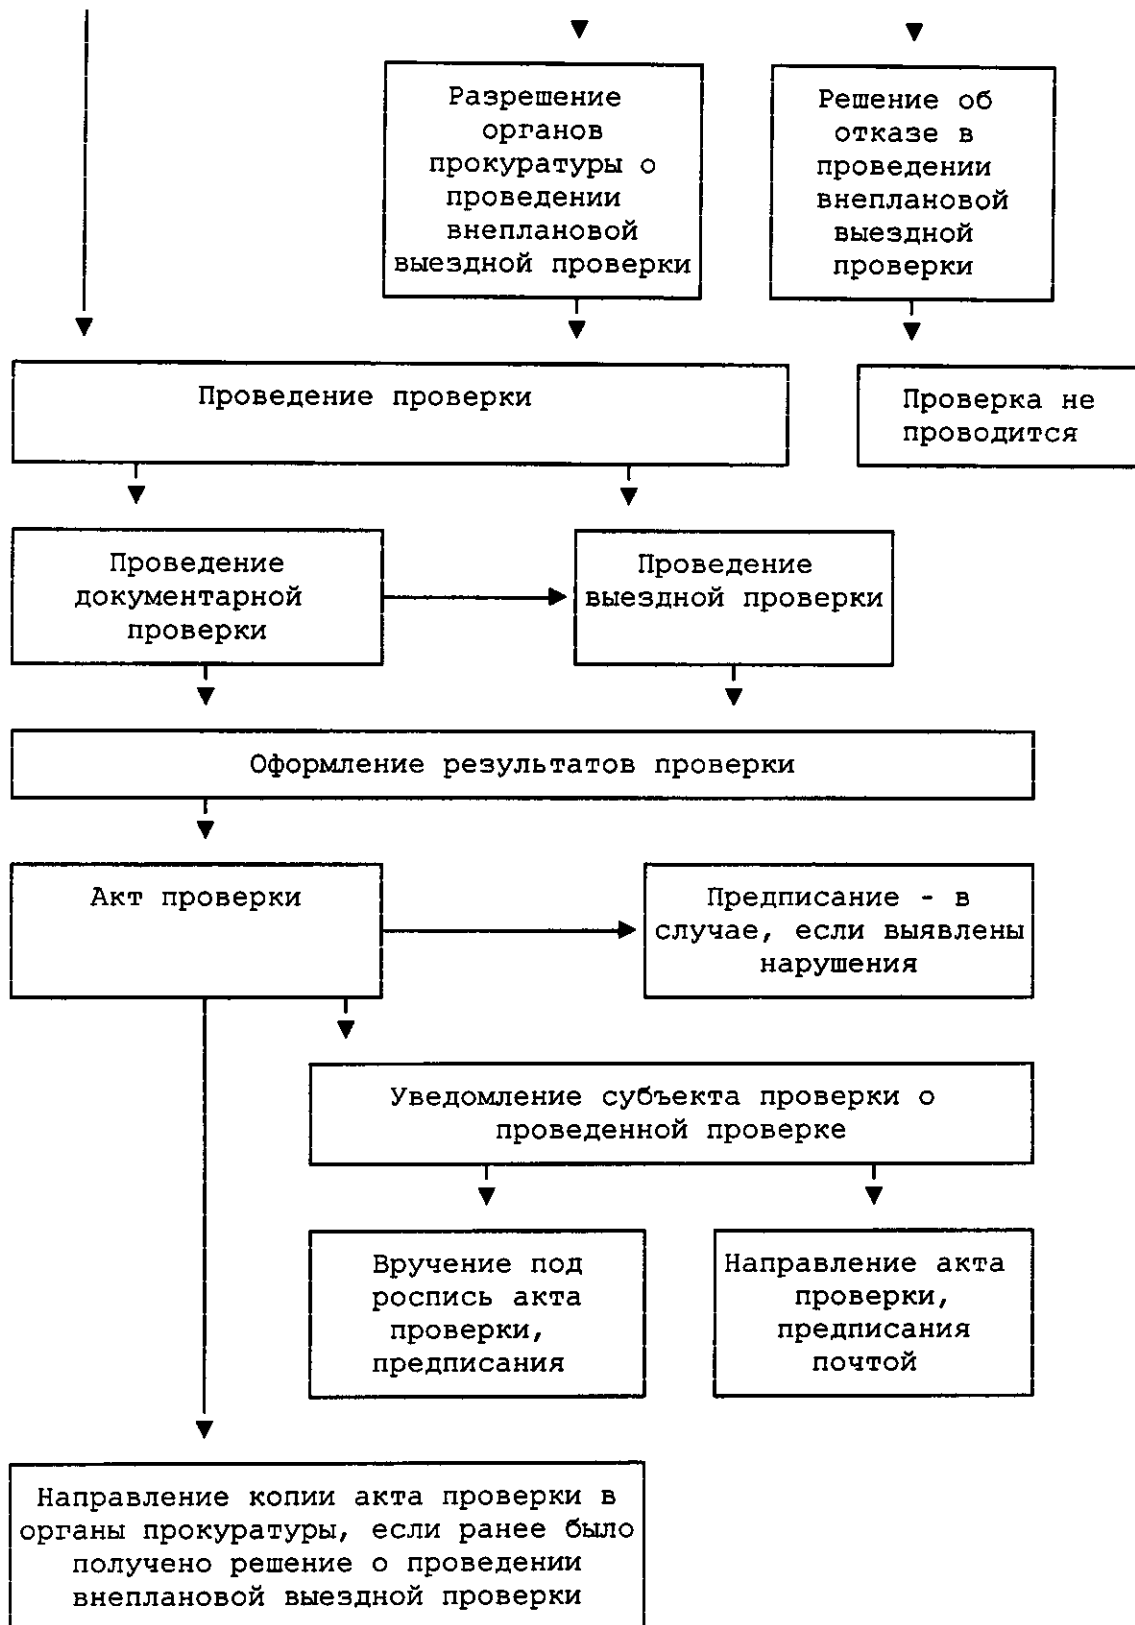 Разрешение
органов
прокуратуры о
проведении
внеплановой
выездной проверки
Решение об
отказе в
проведении
внеплановой
выездной
проверки
Проведение проверки
Проверка не
проводится
Проведение
документарной
проверки
Проведение
выездной проверки
Оформление результатов проверки
Акт проверки
Предписание - в
случае, если выявлены
нарушения
Уведомление субъекта проверки о
проведенной проверке
Вручение под
роспись акта
проверки,
предписания
Направление акта
проверки,
предписания
почтой
Направление копии акта проверки в
органы прокуратуры, если ранее было
получено решение о проведении
внеплановой выездной проверки